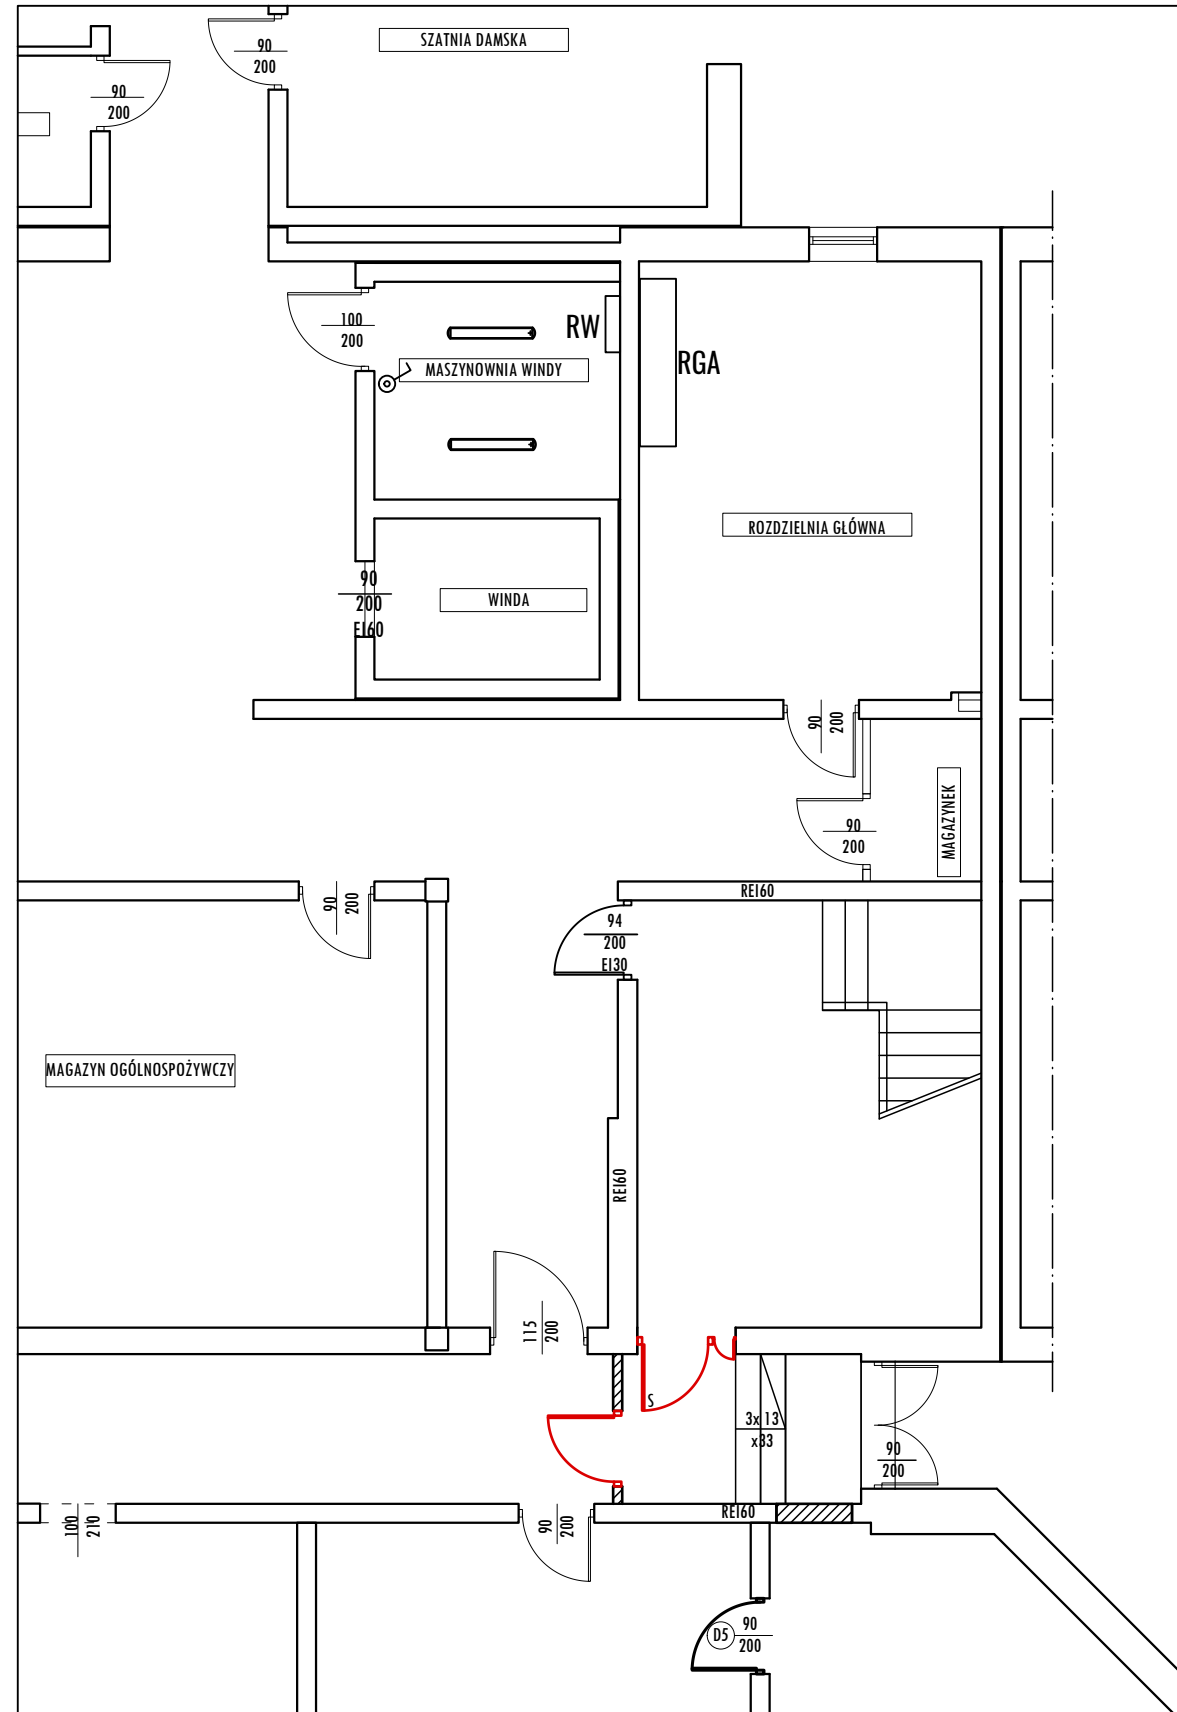 SZATNIA DAMSKA
90
200
90
200
100
200
RW
MASZYNOWNIA WINDY
RGA
ROZDZIELNIA GŁÓWNA
90
200
EI60
WINDA
90
200
90
200
MAGAZYNEK
90
200
REI60
94
200
EI30
MAGAZYN OGÓLNOSPOŻYWCZY
REI60
115
200
S
3x 13
x33
90
200
100
210
90
200
REI60
D5
90
200